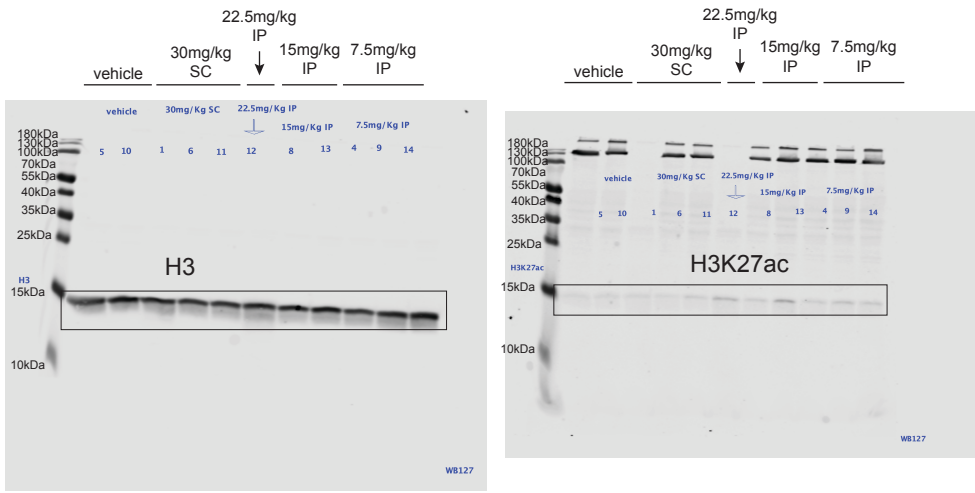 22.5mg/kg
IP
30mg/kg
SC
15mg/kg
IP
7.5mg/kg
IP
vehicle
vehicle
30mg/Kg SC
22.5mg/Kg IP
15mg/Kg IP
7.5mg/Kg IP
5 10 1 6 11 12 8 13 4 9 14
180kDa
130kDa
100kDa
70kDa
55kDa
40kDa
35kDa
25kDa
H3
H3
15kDa
10kDa
WB127
22.5mg/kg
IP
30mg/kg
SC
15mg/kg
IP
7.5mg/kg
IP
vehicle
180kDa
130kDa
100kDa
70kDa
55kDa
40kDa
35kDa
25kDa
vehicle
30mg/Kg SC
22.5mg/Kg IP
15mg/Kg IP
7.5mg/Kg IP
5 10 1 6 11 12 8 13 4 9 14
H3K27ac
H3K27ac
15kDa
10kDa
WB127